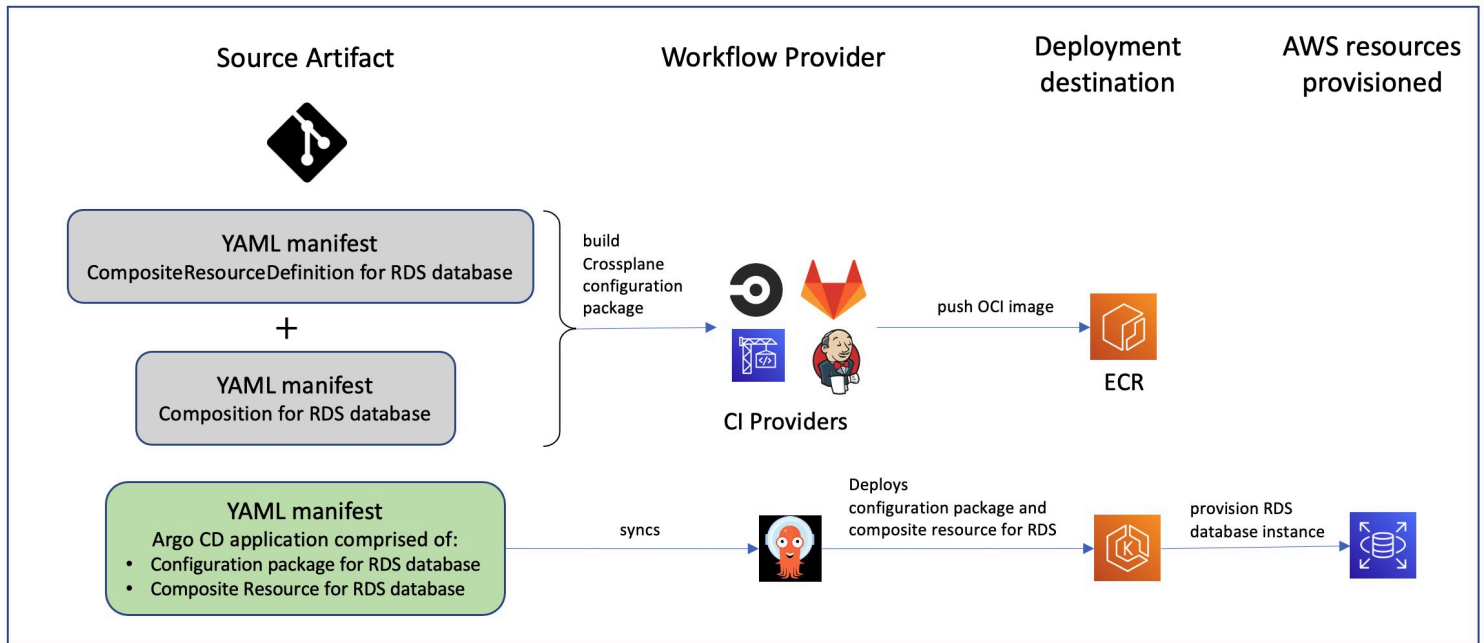 Source Artifact
Workflow Provider
Deployment
destination
AWS resources
provisioned
YAML manifest
CompositeResourceDefinition for RDS database
+
YAML manifest
Composition for RDS database
build
Crossplane
configuration
package
</>
CI Providers
push OCI image
ECR
YAML manifest
Argo CD application comprised of:
• Configuration package for RDS database
• Composite Resource for RDS database
syncs
Deploys
configuration package and
composite resource for RDS
K
provision RDS
database instance